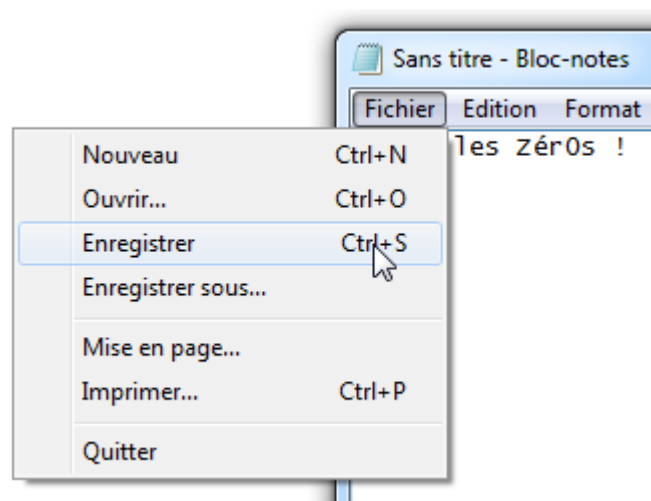 Sans titre - Bloc-notes
Fichier Edition Format
les Zér0s !
Nouveau Ctrl+N
Ouvrir... Ctrl+O
Enregistrer Ctrl+S
Enregistrer sous...
Mise en page...
Imprimer... Ctrl+P
Quitter